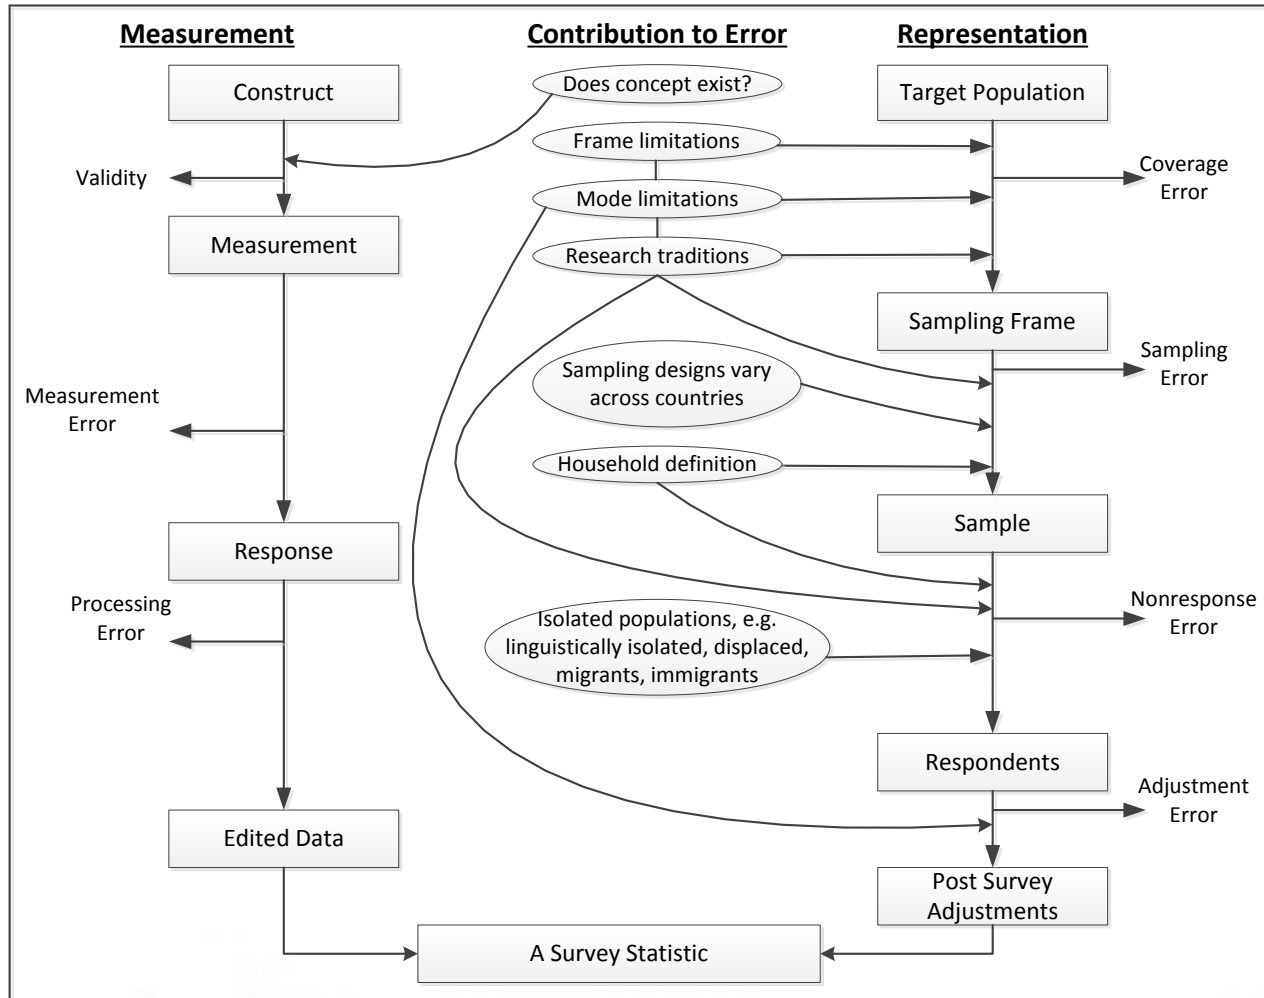 Measurement
Contribution to Error
Representation
Construct
Does concept exist?
Target Population
Frame limitations
Validity
Coverage
Error
Mode limitations
Measurement
Research traditions
Sampling Frame
Sampling
Error
Sampling designs vary
across countries
Measurement
Error
Household definition
Sample
Response
Processing
Error
Isolated populations, e.g.
linguistically isolated, displaced,
migrants, immigrants
Nonresponse
Error
Respondents
Adjustment
Error
Edited Data
Post Survey
Adjustments
A Survey Statistic